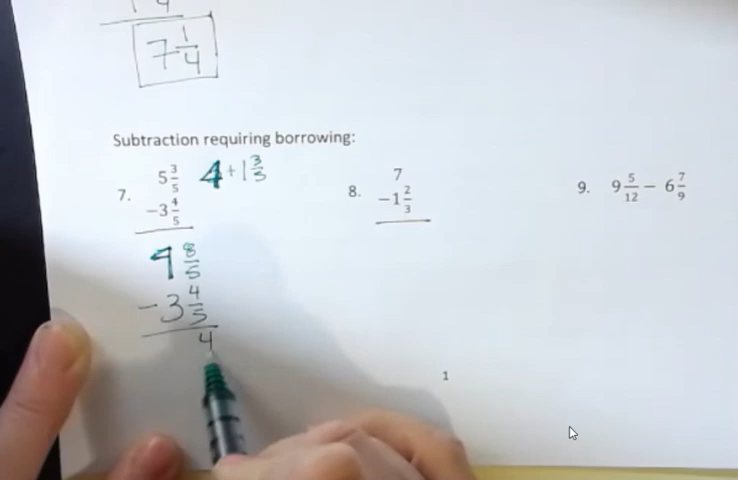 7 1/4
Subtraction requiring borrowing:
7. 5 3/5 4 + 1 3/5
−3 4/5
4 8/5
−3 4/5
4
8. 7
−1 2/3
9. 9 5/12 − 6 7/9
1